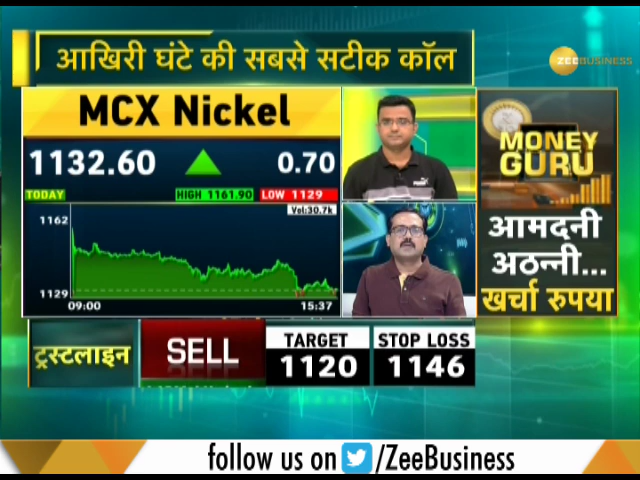 आखिरी घंटे की सबसे सटीक कॉल
ZEE BUSINESS
MCX Nickel
1132.60 0.70
TODAY HIGH 1161.90 LOW 1129
Vol:30.7k
1162
1129
09:00 15:37
MONEY
GURU
आमदनी
अठन्नी...
खर्चा रुपया
ट्रस्टलाइन SELL
TARGET
1120
STOP LOSS
1146
follow us on /ZeeBusiness